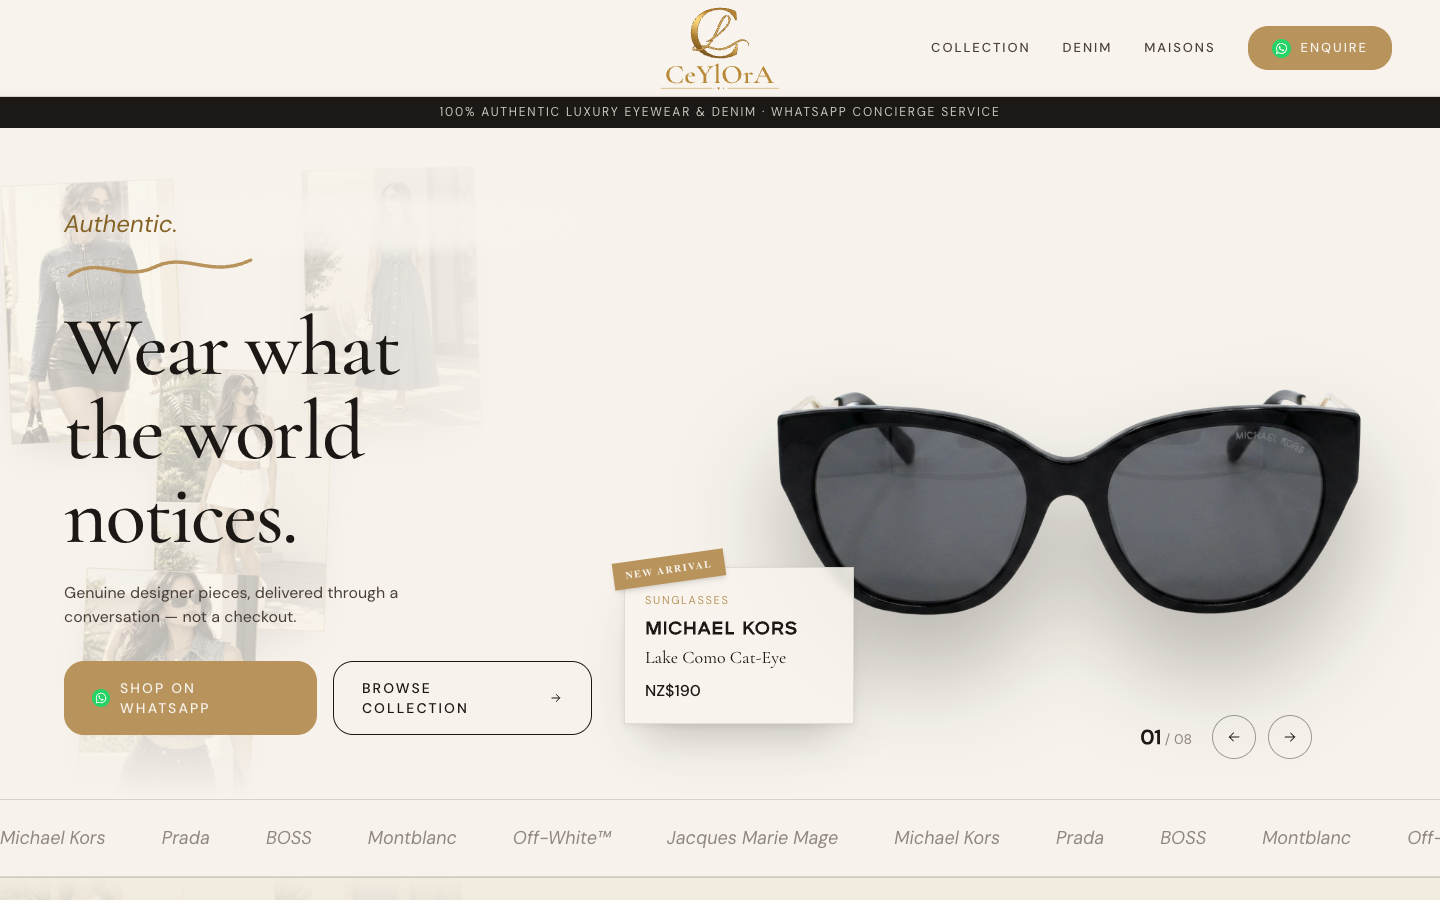 CeYlOrA
COLLECTION
DENIM
MAISONS
ENQUIRE
100% AUTHENTIC LUXURY EYEWEAR & DENIM · WHATSAPP CONCIERGE SERVICE
Authentic.
Wear what
the world
notices.
Genuine designer pieces, delivered through a
conversation — not a checkout.
SHOP ON
WHATSAPP
BROWSE
COLLECTION →
MICHAEL KORS
NEW ARRIVAL
SUNGLASSES
MICHAEL KORS
Lake Como Cat-Eye
NZ$190
01 / 08 ← →
Michael Kors Prada BOSS Montblanc Off-White™ Jacques Marie Mage Michael Kors Prada BOSS Montblanc Off-